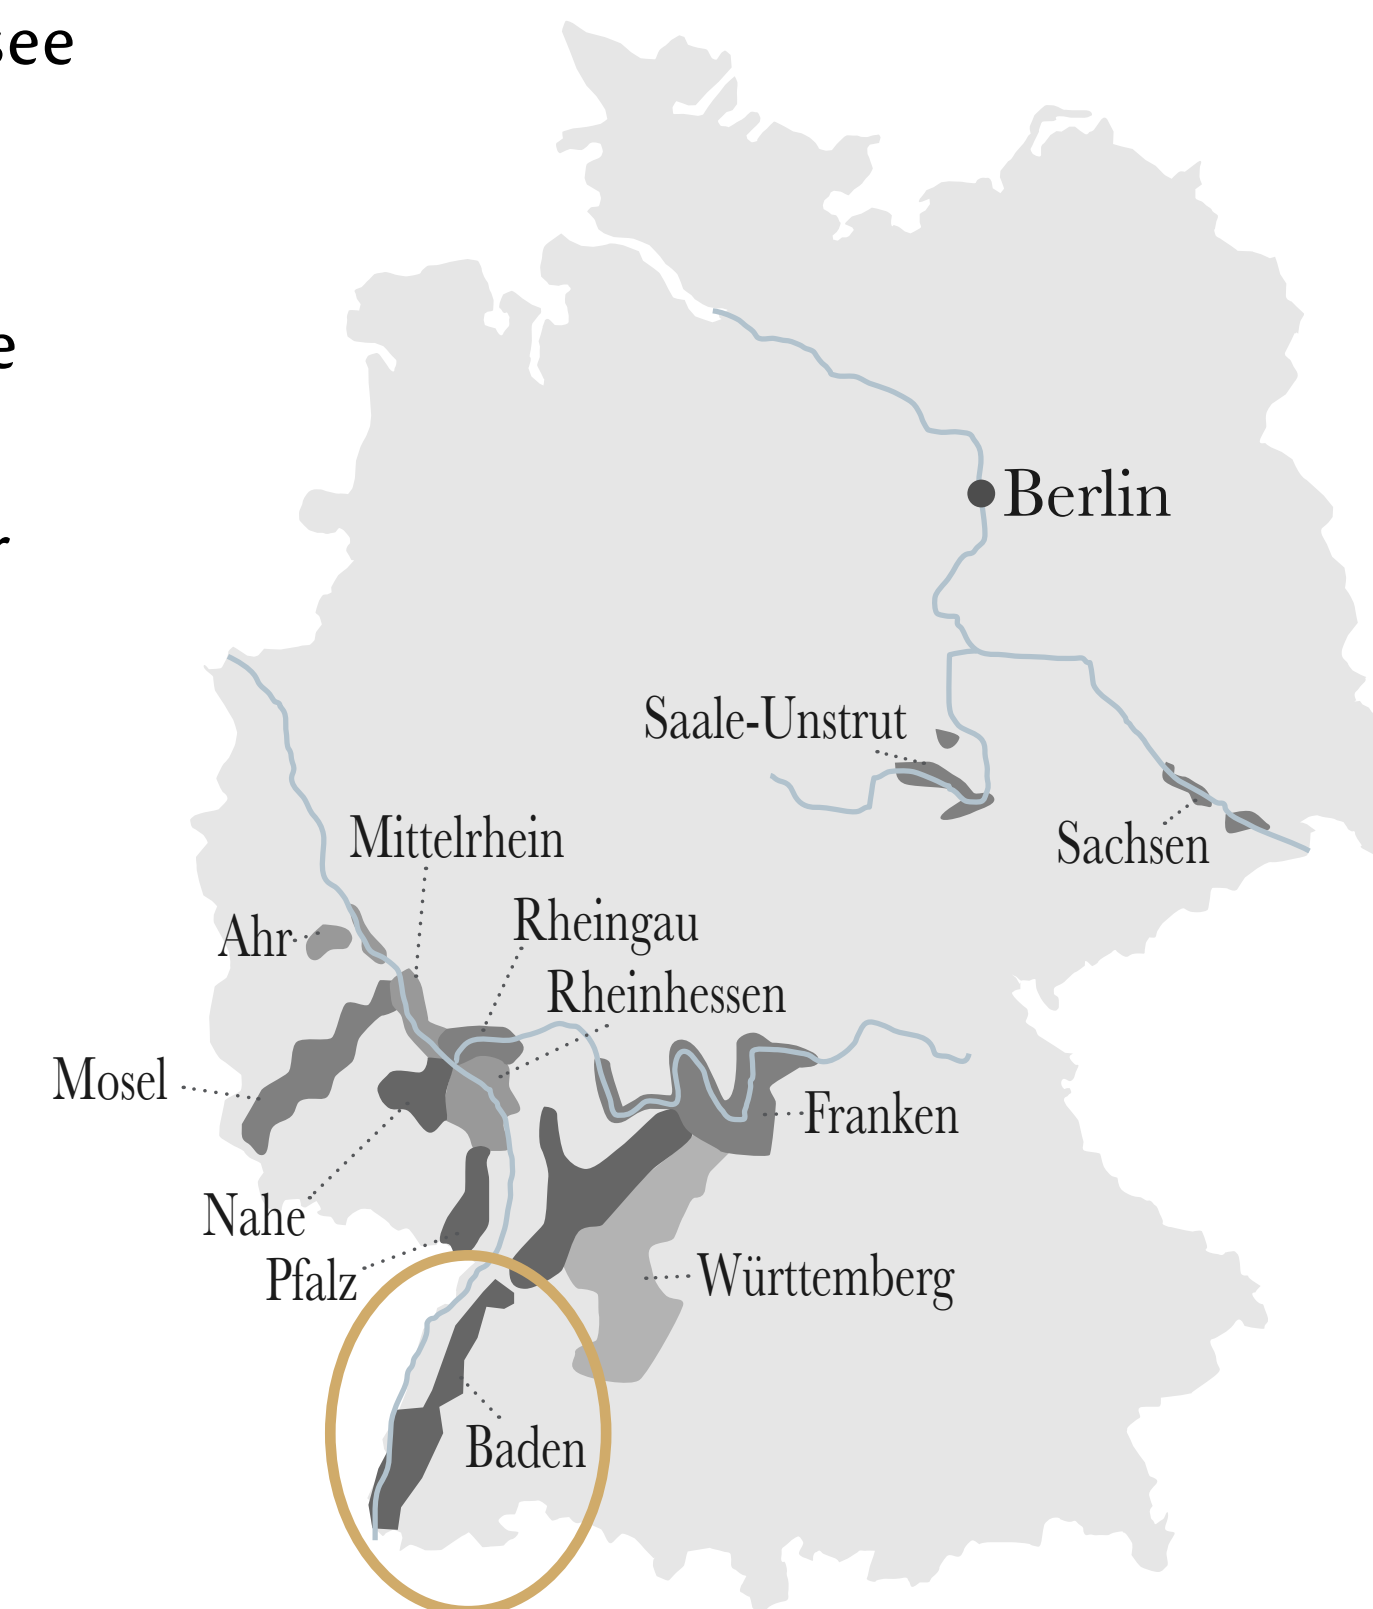 see
e
r
Berlin
Saale-Unstrut
Sachsen
Mittelrhein
Rheingau
Ahr
Rheinhessen
Mosel
Franken
Nahe
Pfalz
Württemberg
Baden